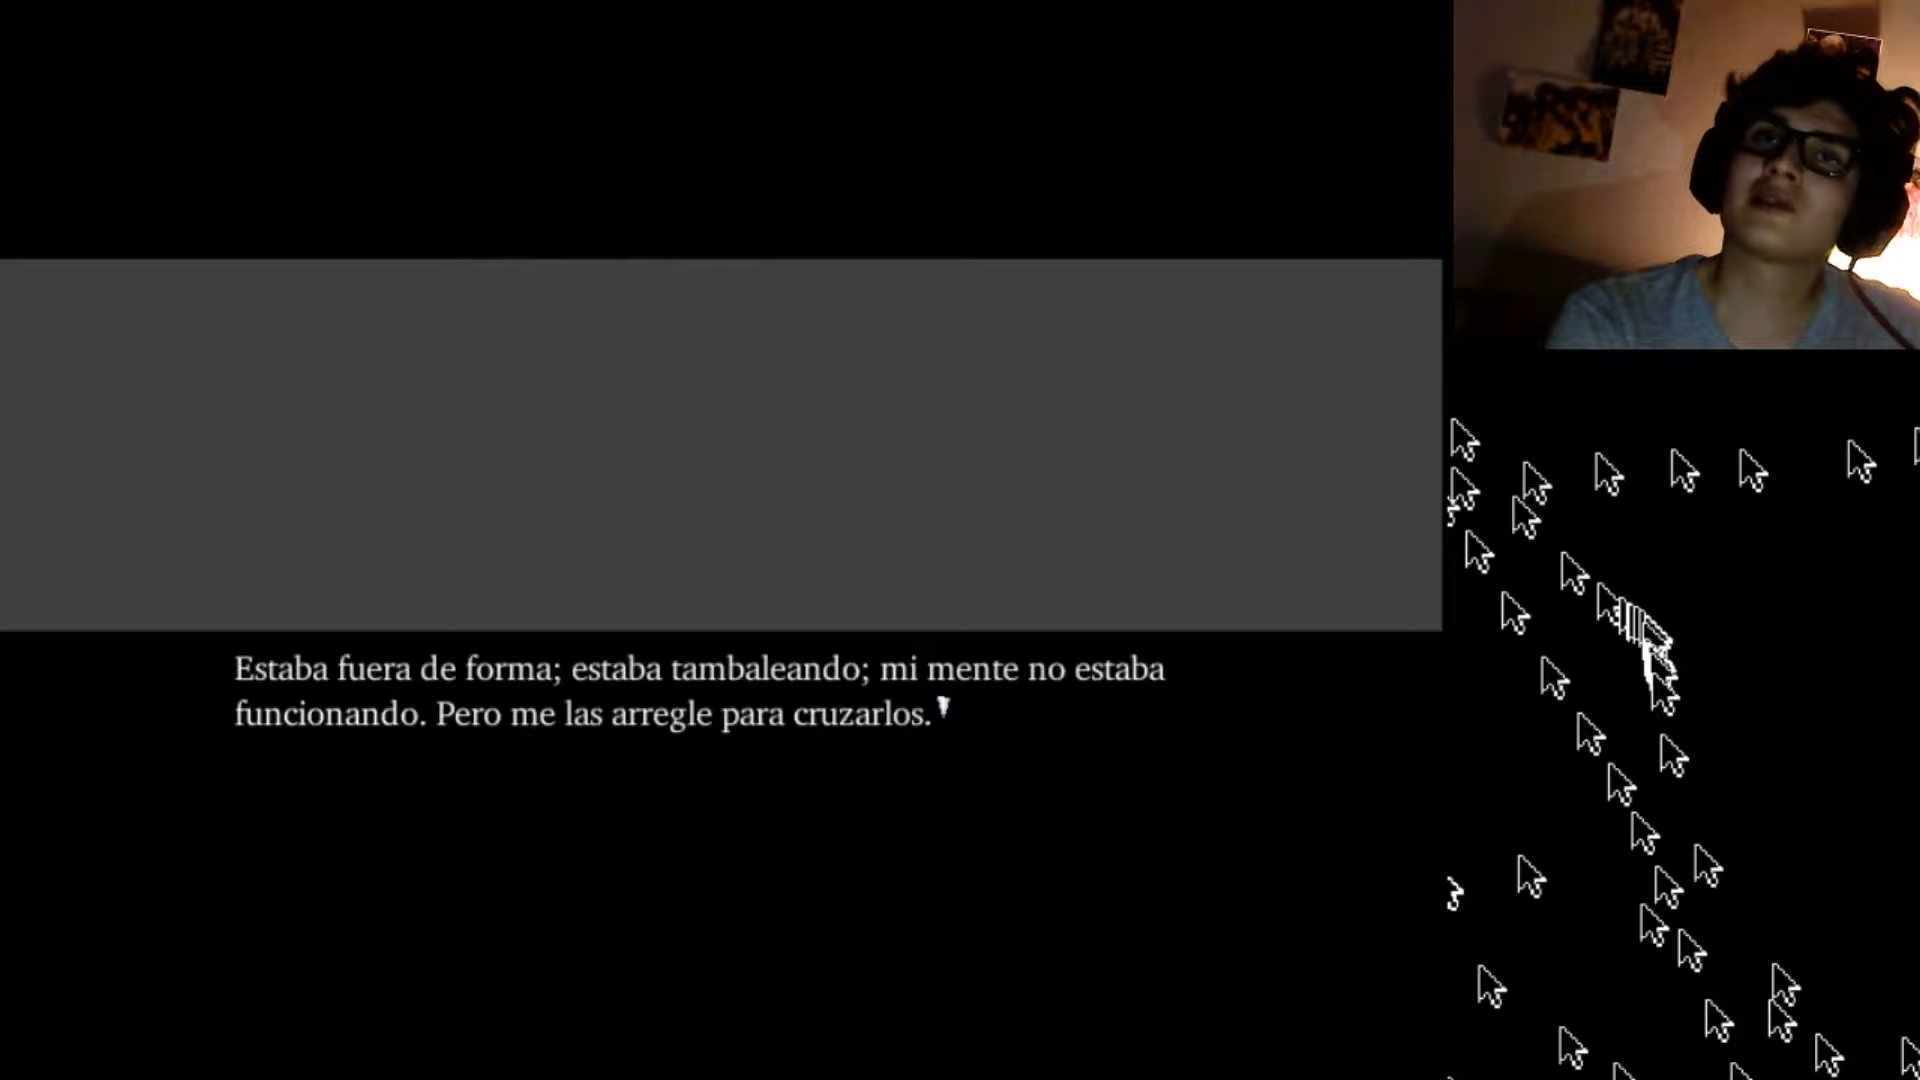 Estaba fuera de forma; estaba tambaleando; mi mente no estaba
funcionando. Pero me las arregle para cruzarlos.